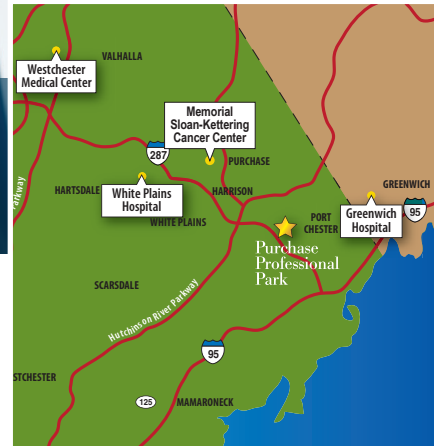 VALHALLA
Westchester
Medical Center
Memorial
Sloan-Kettering
Cancer Center
287
PURCHASE
HARTSDALE
White Plains
Hospital
HARRISON
GREENWICH
WHITE PLAINS
PORT
CHESTER
Greenwich
Hospital
95
Purchase
Professional
Park
Parkway
SCARSDALE
Hutchinson River Parkway
95
STCHESTER
125
MAMARONECK